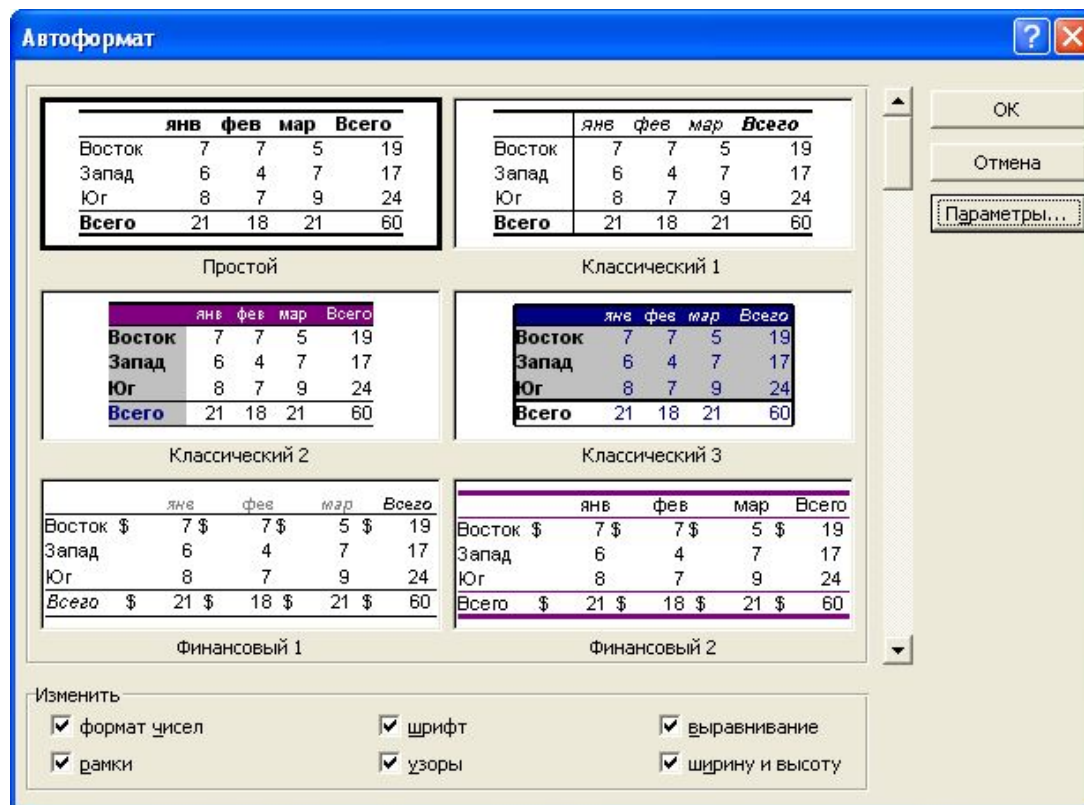 Автоформат
янв фев мар Всего
Восток 7 7 5 19
Запад 6 4 7 17
Юг 8 7 9 24
Всего 21 18 21 60
Простой
янв фев мар Всего
Восток 7 7 5 19
Запад 6 4 7 17
Юг 8 7 9 24
Всего 21 18 21 60
Классический 1
янв фев мар Всего
Восток 7 7 5 19
Запад 6 4 7 17
Юг 8 7 9 24
Всего 21 18 21 60
Классический 2
янв фев мар Всего
Восток 7 7 5 19
Запад 6 4 7 17
Юг 8 7 9 24
Всего 21 18 21 60
Классический 3
янв фев мар Всего
Восток $ 7 $ 7 $ 5 $ 19
Запад 6 4 7 17
Юг 8 7 9 24
Всего $ 21 $ 18 $ 21 $ 60
Финансовый 1
янв фев мар Всего
Восток $ 7 $ 7 $ 5 $ 19
Запад 6 4 7 17
Юг 8 7 9 24
Всего $ 21 $ 18 $ 21 $ 60
Финансовый 2
ОК
Отмена
Параметры...
Изменить
формат чисел
шрифт
выравнивание
рамки
узоры
ширину и высоту